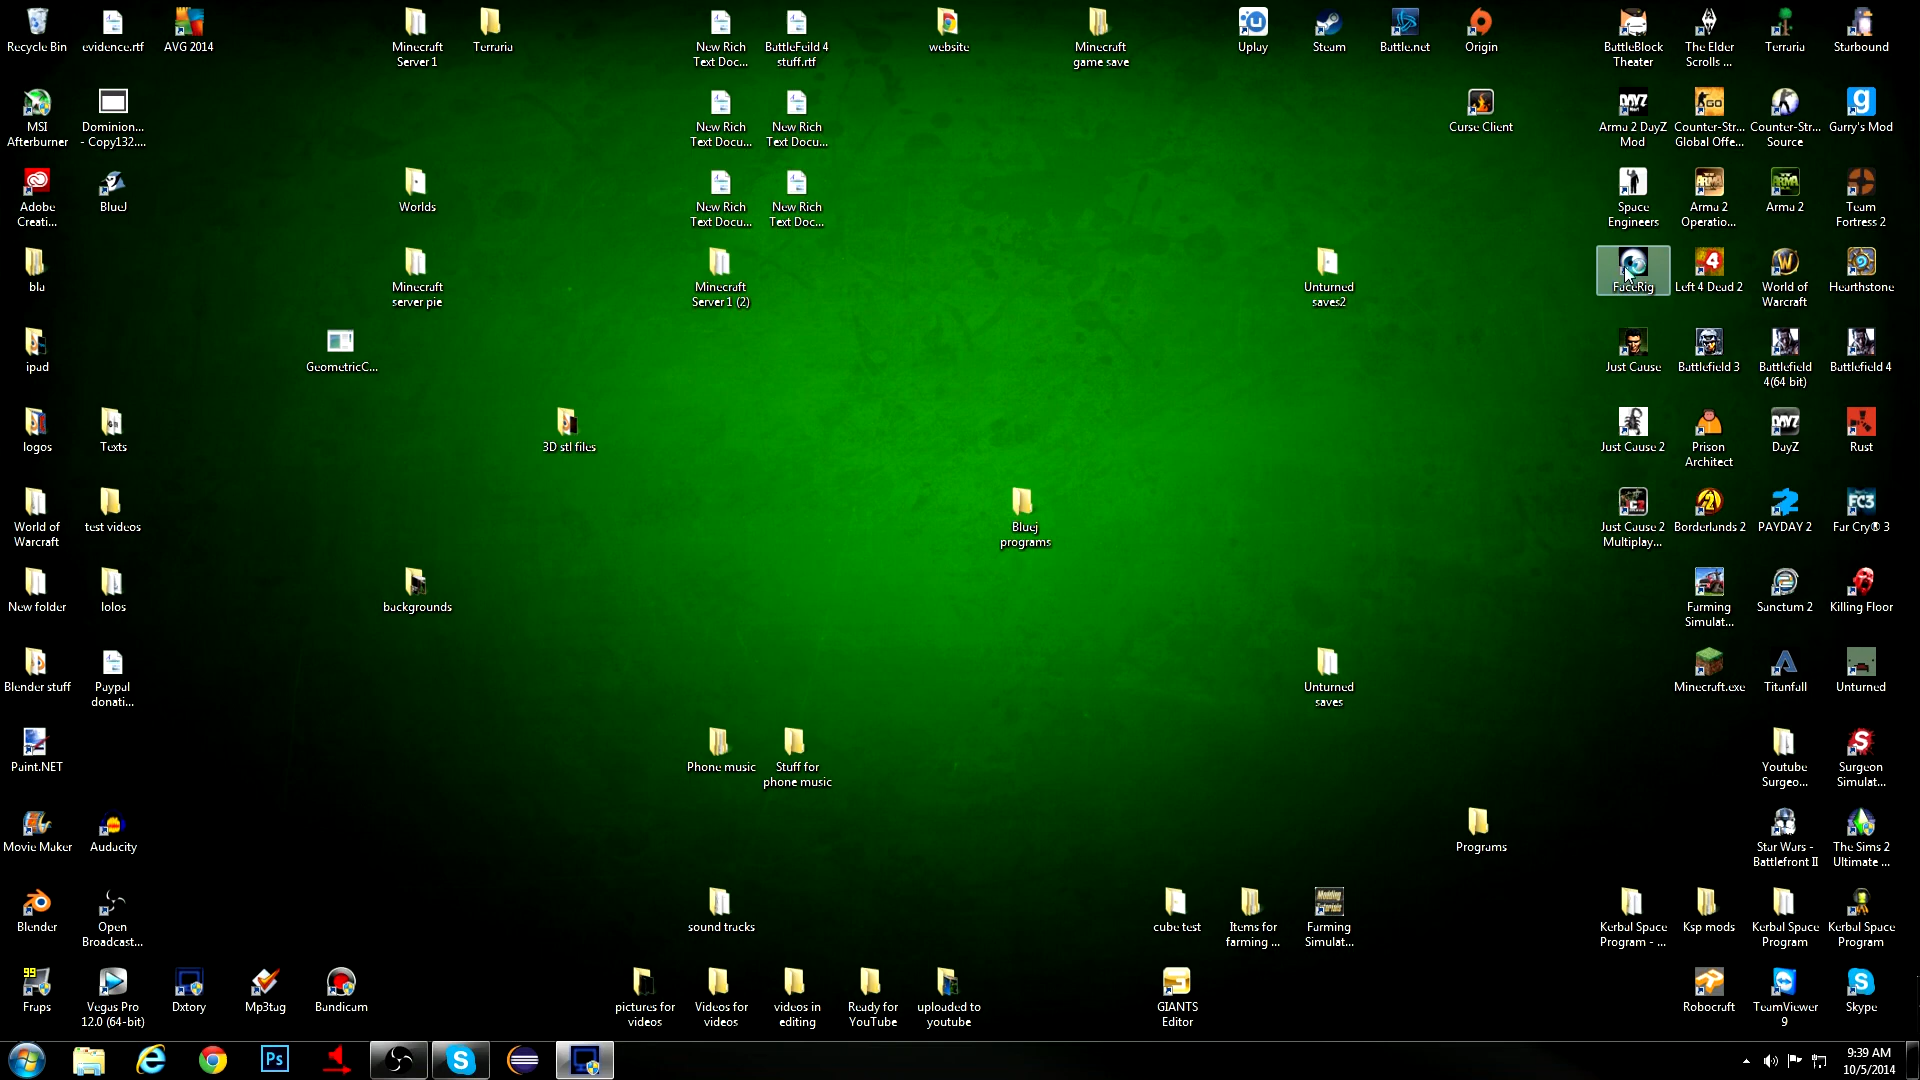 Recycle Bin
evidence.rtf
AVG 2014
Minecraft
Server 1
Terraria
New Rich
Text Doc...
BattleFeild 4
stuff.rtf
website
Minecraft
game save
Uplay
Steam
Battle.net
Origin
BattleBlock
Theater
The Elder
Scrolls ...
Terraria
Starbound
MSI
Afterburner
Dominion...
- Copy132....
New Rich
Text Docu...
New Rich
Text Docu...
Curse Client
Arma 2 DayZ
Mod
Counter-Str...
Global Offe...
Counter-Str...
Source
Garry's Mod
Adobe
Creati...
BlueJ
Worlds
New Rich
Text Docu...
New Rich
Text Doc...
Space
Engineers
Arma 2
Operatio...
Arma 2
Team
Fortress 2
bla
Minecraft
server pie
Minecraft
Server 1 (2)
Unturned
saves2
FaceRig
Left 4 Dead 2
World of
Warcraft
Hearthstone
ipad
GeometricC...
Just Cause
Battlefield 3
Battlefield
4(64 bit)
Battlefield 4
logos
Texts
3D stl files
Just Cause 2
Prison
Architect
DayZ
Rust
World of
Warcraft
test videos
Bluej
programs
Just Cause 2
Multiplay...
Borderlands 2
PAYDAY 2
Far Cry® 3
New folder
lolos
backgrounds
Farming
Simulat...
Sanctum 2
Killing Floor
Blender stuff
Paypal
donati...
Unturned
saves
Minecraft.exe
Titanfall
Unturned
Paint.NET
Phone music
Stuff for
phone music
Youtube
Surgeo...
Surgeon
Simulat...
Movie Maker
Audacity
Programs
Star Wars -
Battlefront II
The Sims 2
Ultimate ...
Blender
Open
Broadcast...
sound tracks
cube test
Items for
farming ...
Farming
Simulat...
Kerbal Space
Program - ...
Ksp mods
Kerbal Space
Program
Kerbal Space
Program
Fraps
Vegas Pro
12.0 (64-bit)
Dxtory
Mp3tag
Bandicam
pictures for
videos
Videos for
videos
videos in
editing
Ready for
YouTube
uploaded to
youtube
GIANTS
Editor
Robocraft
TeamViewer
9
Skype
Ps
9:39 AM
10/5/2014